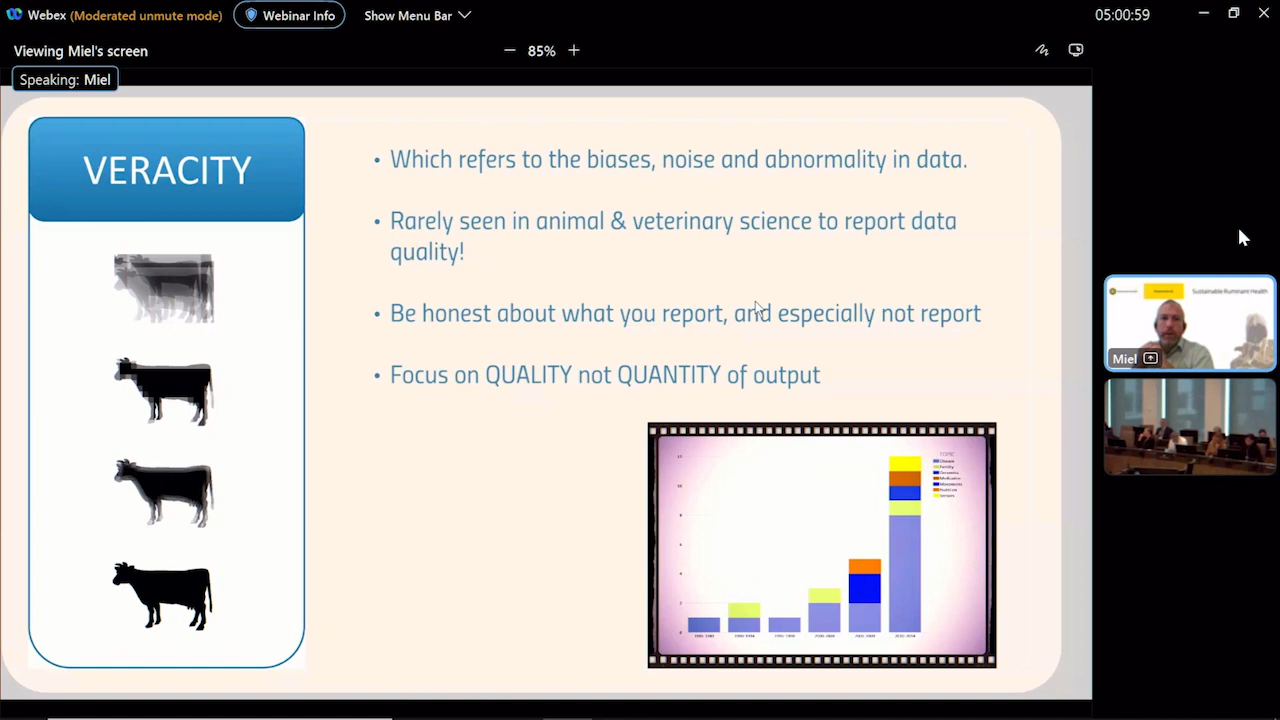 Webex (Moderated unmute mode)
Webinar Info
Show Menu Bar
05:00:59
Viewing Miel's screen
85%
Speaking: Miel
VERACITY
• Which refers to the biases, noise and abnormality in data.
• Rarely seen in animal & veterinary science to report data
quality!
• Be honest about what you report, and especially not report
• Focus on QUALITY not QUANTITY of output
TOPIC
Disease
Fertility
Sustainable Ruminant Health
Miel